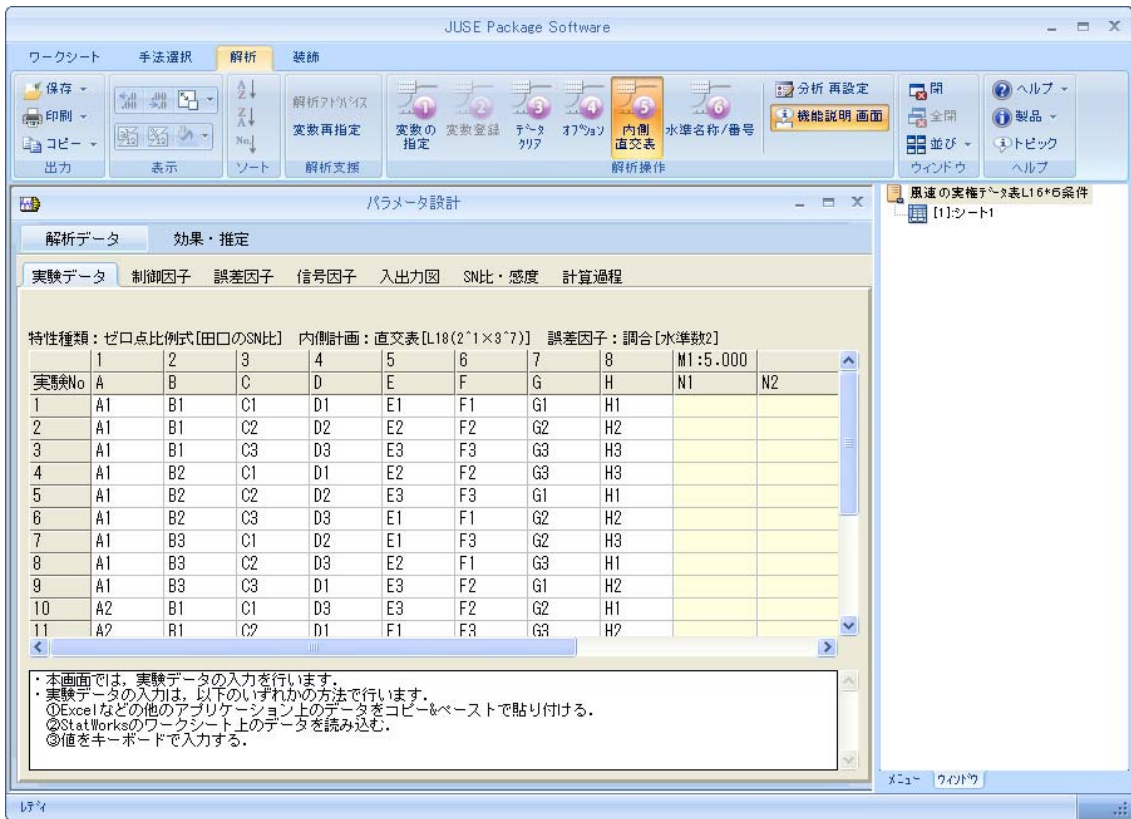 JUSE Package Software
ワークシート 手法選択 解析 装飾
保存
印刷
コピー
出力
表示
ソート
解析アドバイス
変数再指定
解析支援
変数の指定 変数登録 データクリア オプション 内側直交表 水準名称/番号
解析操作
分析 再設定
機能説明 画面
閉
全閉
並び
ウィンドウ
ヘルプ
製品
トピック
ヘルプ
パラメータ設計
解析データ 効果・推定
実験データ 制御因子 誤差因子 信号因子 入出力図 SN比・感度 計算過程
特性種類:ゼロ点比例式[田口のSN比] 内側計画:直交表[L18(2^1×3^7)] 誤差因子:調合[水準数2]
1 2 3 4 5 6 7 8 M1:5.000
実験No A B C D E F G H N1 N2
1 A1 B1 C1 D1 E1 F1 G1 H1
2 A1 B1 C2 D2 E2 F2 G2 H2
3 A1 B1 C3 D3 E3 F3 G3 H3
4 A1 B2 C1 D1 E2 F2 G3 H3
5 A1 B2 C2 D2 E3 F3 G1 H1
6 A1 B2 C3 D3 E1 F1 G2 H2
7 A1 B3 C1 D2 E1 F3 G2 H3
8 A1 B3 C2 D3 E2 F1 G3 H1
9 A1 B3 C3 D1 E3 F2 G1 H2
10 A2 B1 C1 D3 E3 F2 G2 H1
11 A2 B1 C2 D1 E1 F3 G3 H2
・本画面では,実験データの入力を行います.
・実験データの入力は,以下のいずれかの方法で行います.
①Excelなどの他のアプリケーション上のデータをコピー&ペーストで貼り付ける.
②StatWorksのワークシート上のデータを読み込む.
③値をキーボードで入力する.
風速の実権データ表L16*6条件
[1]:シート1
メニュー ウィンドウ
レディ